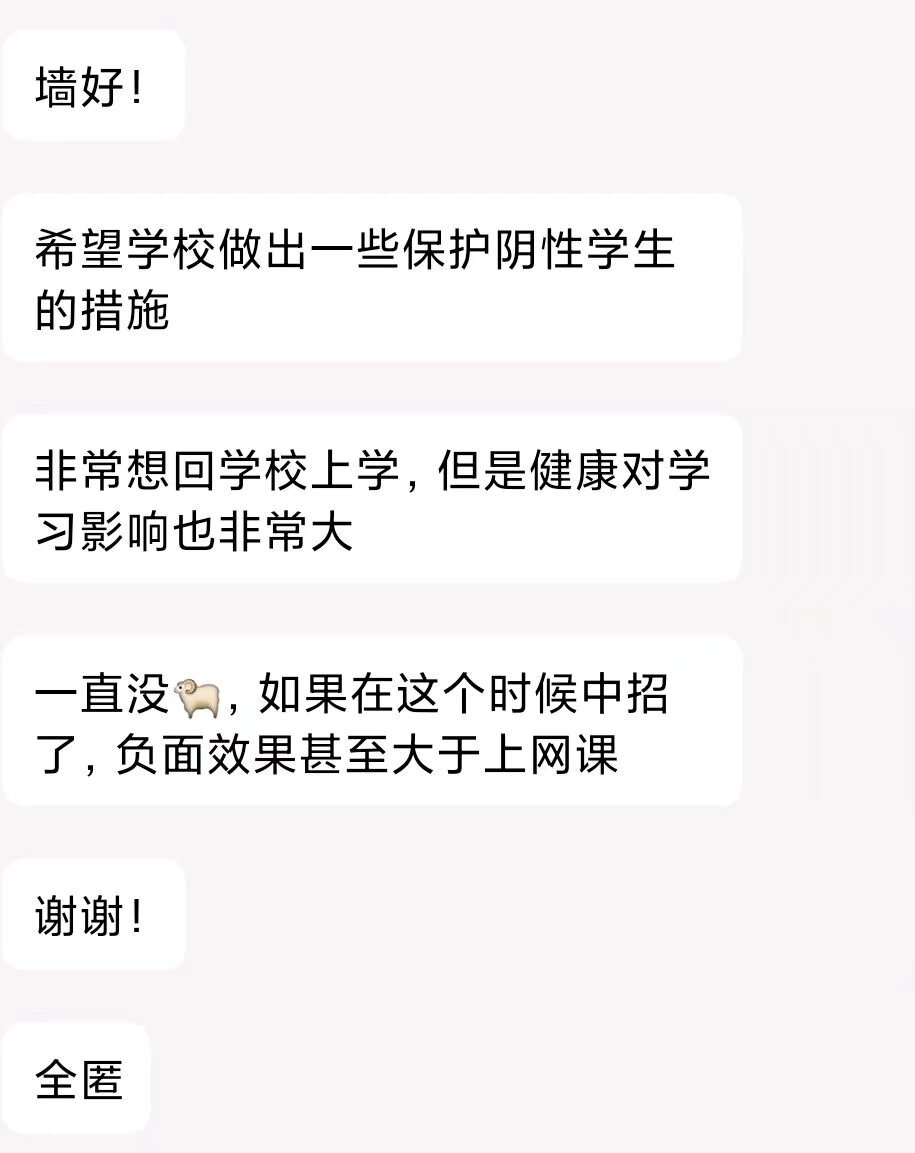 墙好！
希望学校做出一些保护阴性学生
的措施
非常想回学校上学，但是健康对学
习影响也非常大
一直没🐏，如果在这个时候中招
了，负面效果甚至大于上网课
谢谢！
全匿